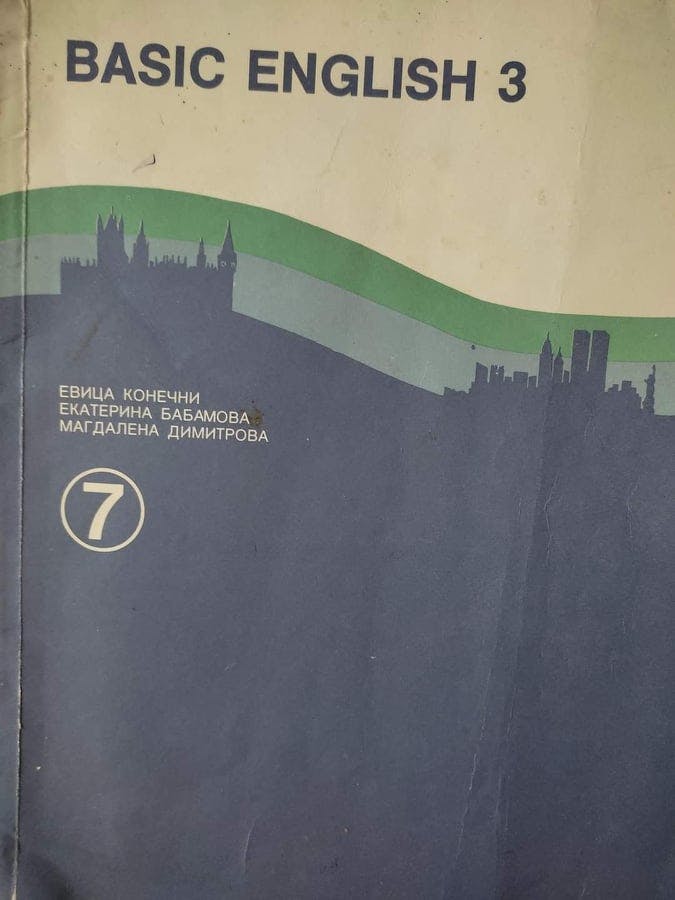 BASIC ENGLISH 3
ЕВИЦА КОНЕЧНИ
ЕКАТЕРИНА БАБАМОВА
МАГДАЛЕНА ДИМИТРОВА
7